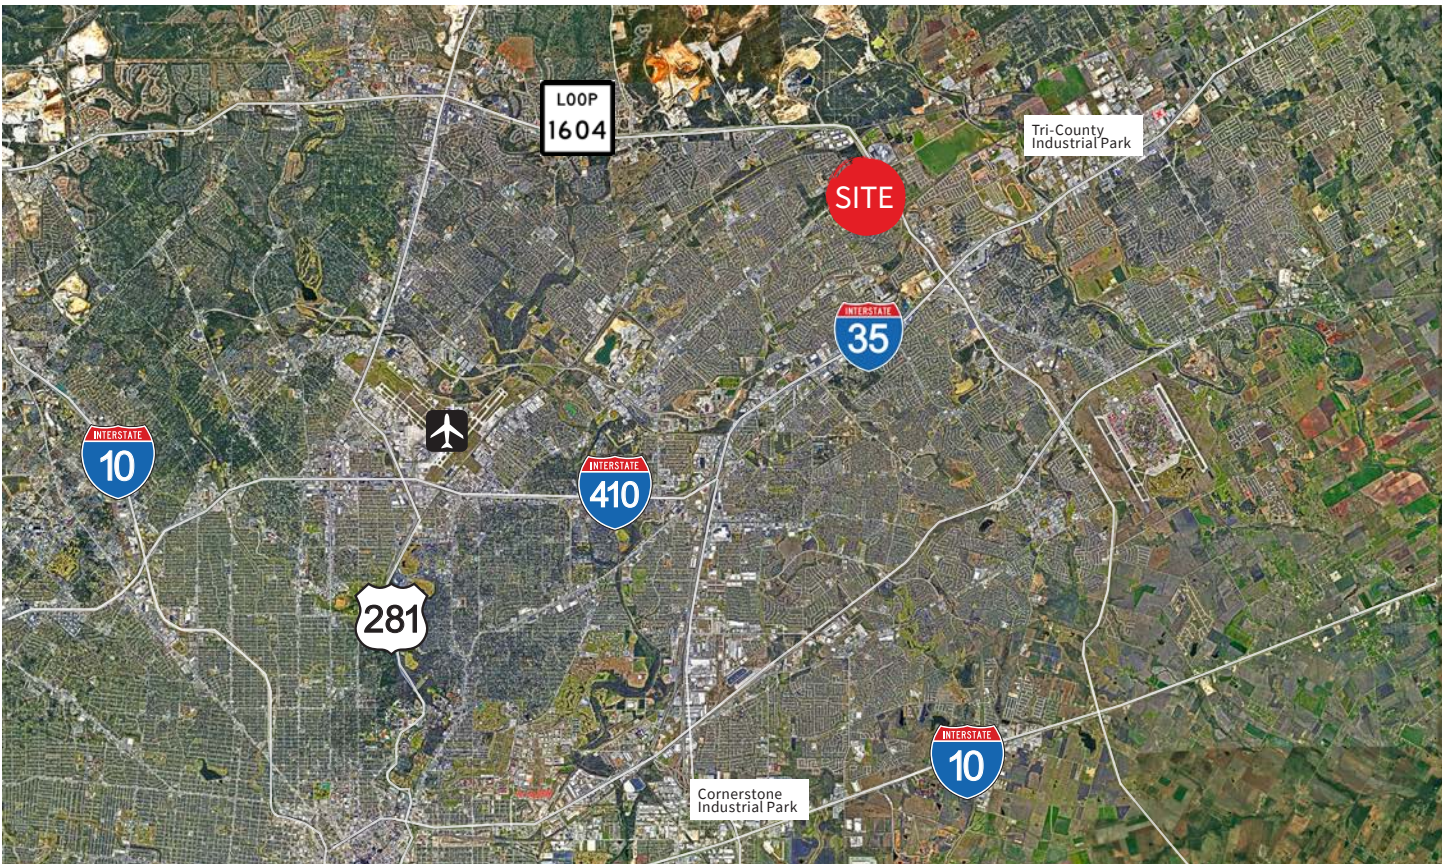 LOOP
1604
Tri-County
Industrial Park
SITE
INTERSTATE
35
INTERSTATE
10
INTERSTATE
410
281
INTERSTATE
10
Cornerstone
Industrial Park